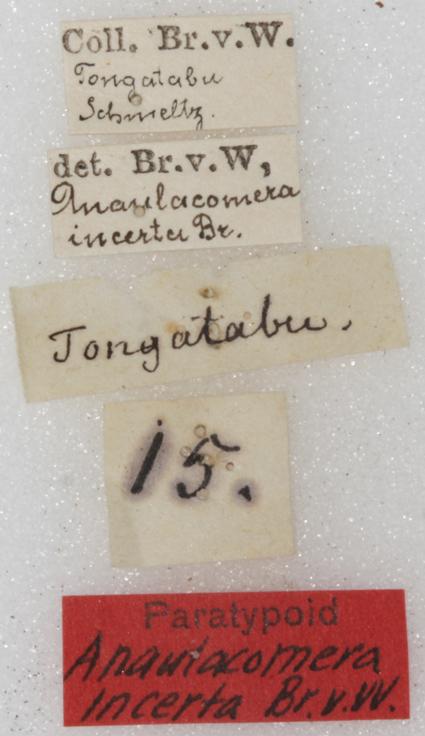 Coll. Br.v.W.
Tongatabu
Schmeltz.
det. Br.v.W,
Anaulacomera
incerta Br.
Tongatabu.
15.
Paratypoid
Anaulacomera
incerta Br.v.W.